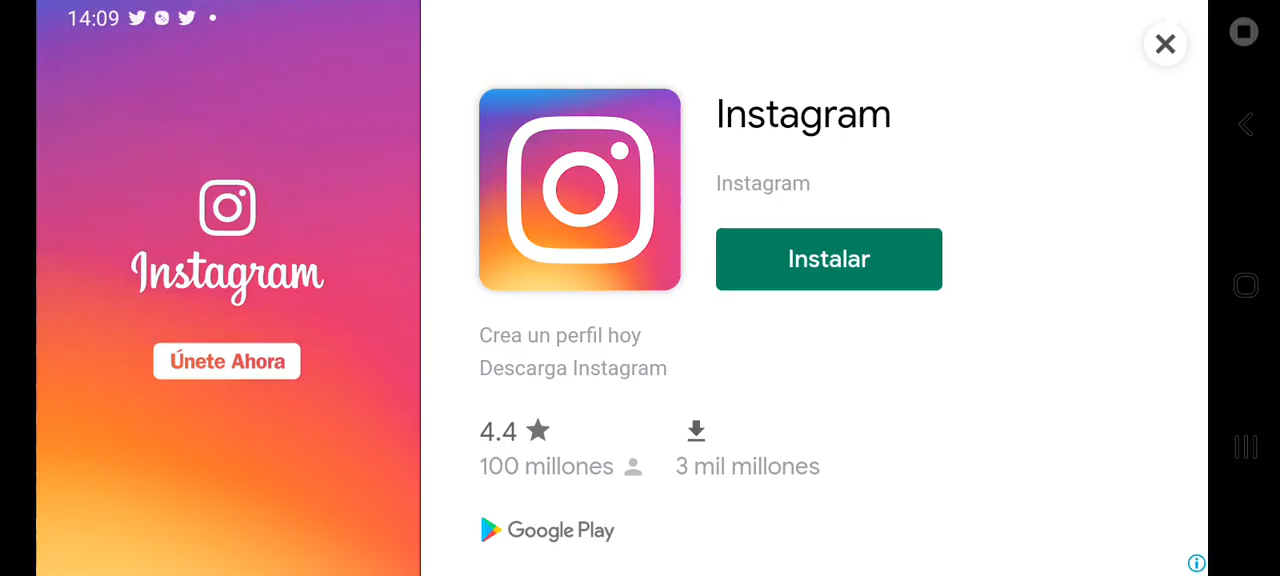 14:09
Instagram
Únete Ahora
Instagram
Instagram
Instalar
Crea un perfil hoy
Descarga Instagram
4.4
100 millones
3 mil millones
Google Play